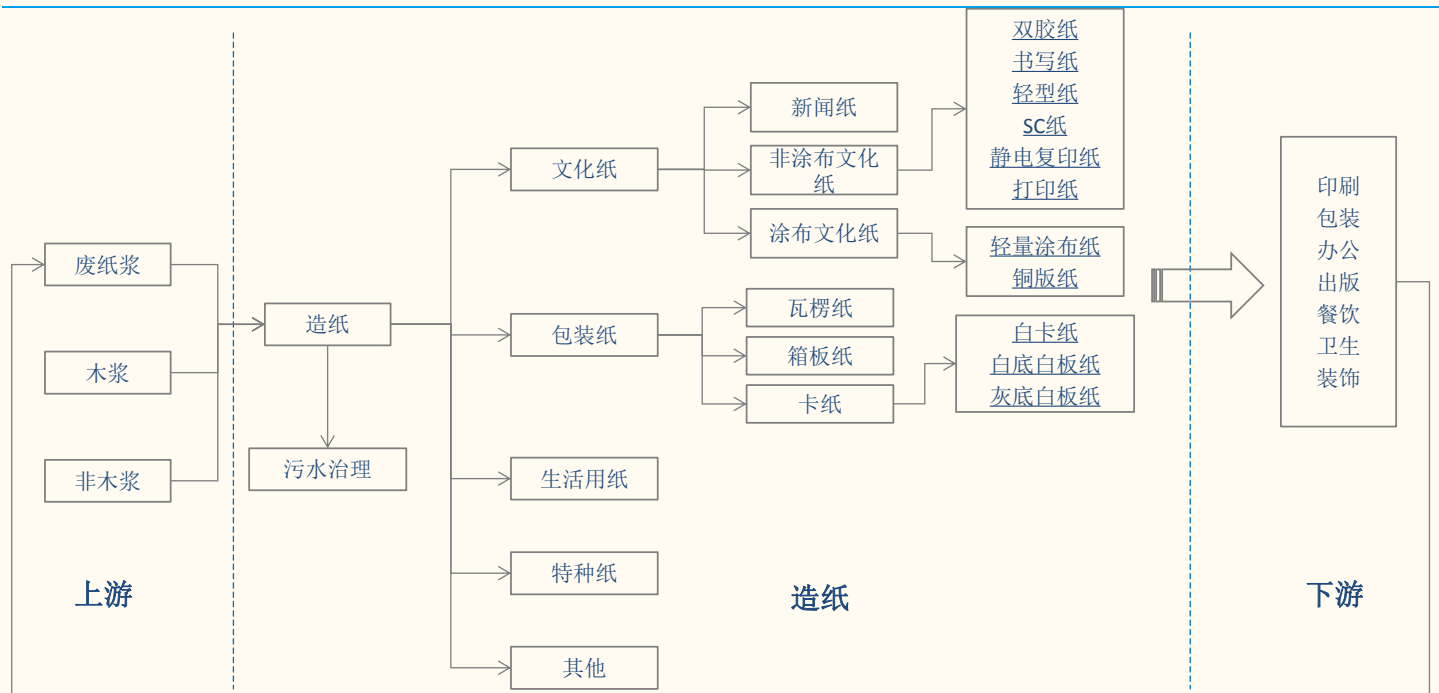 废纸浆
木浆
非木浆
上游
造纸
污水治理
文化纸
包装纸
生活用纸
特种纸
其他
新闻纸
非涂布文化
纸
涂布文化纸
瓦楞纸
箱板纸
卡纸
双胶纸
书写纸
轻型纸
SC纸
静电复印纸
打印纸
轻量涂布纸
铜版纸
白卡纸
白底白板纸
灰底白板纸
造纸
印刷
包装
办公
出版
餐饮
卫生
装饰
下游